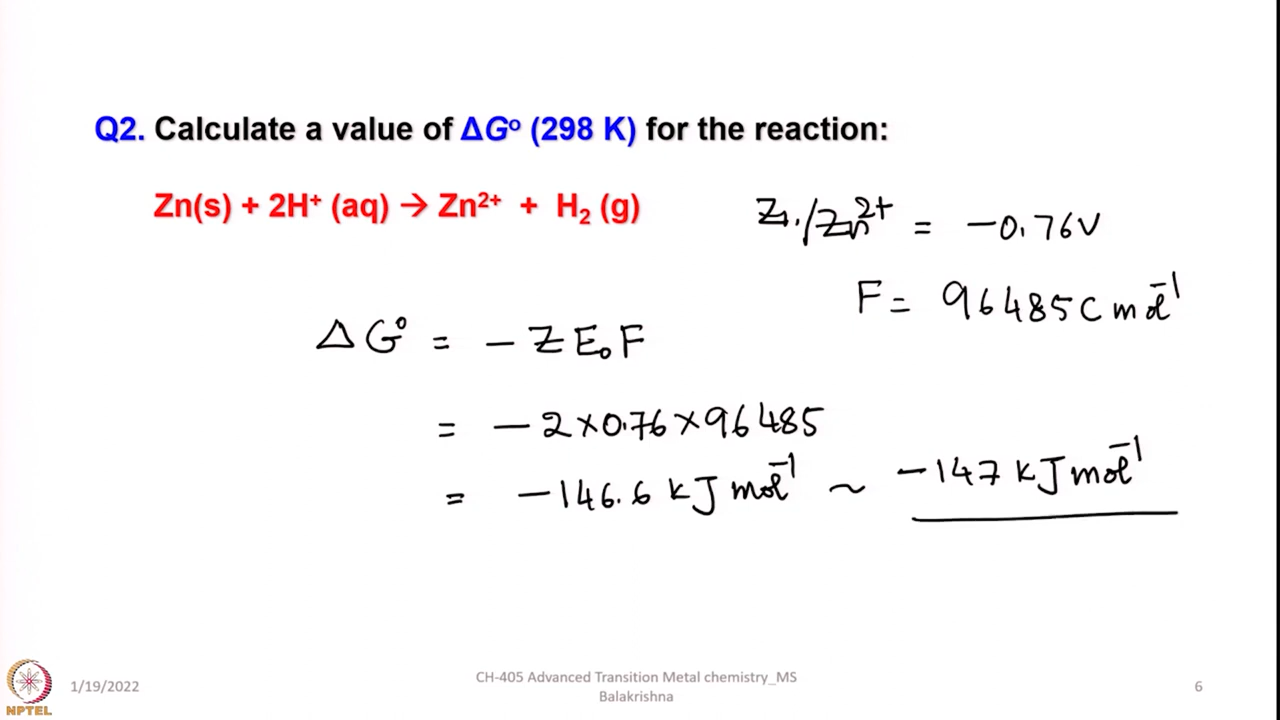 Q2. Calculate a value of ΔGº (298 K) for the reaction:
Zn(s) + 2H⁺ (aq) → Zn²⁺ + H₂ (g)
Zn/Zn²⁺ = -0.76V
F = 96485 C mol⁻¹
ΔG° = - Z E₀ F
= - 2 × 0.76 × 96485
= - 146.6 kJ mol⁻¹ ~ -147 kJ mol⁻¹
NPTEL
1/19/2022
CH-405 Advanced Transition Metal chemistry_MS
Balakrishna
6